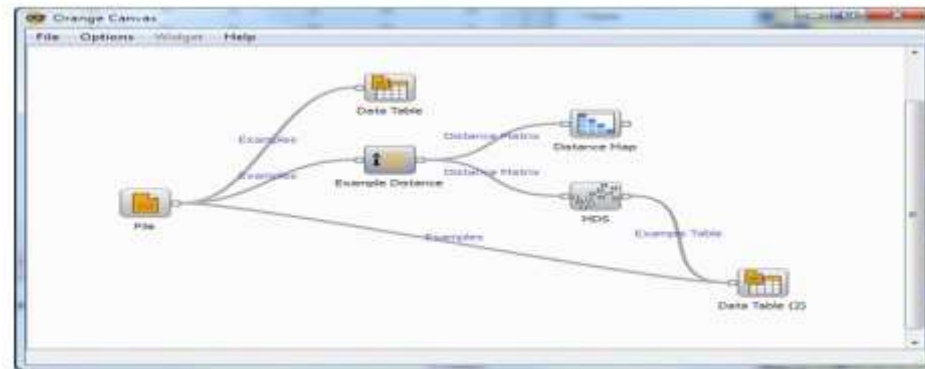 Orange Canvas
File Options Widget Help
Data Table
Examples
Distance Matrix
Distance Map
Examples
Example Distance
Distance Matrix
File
MDS
Examples
Example Table
Data Table (2)